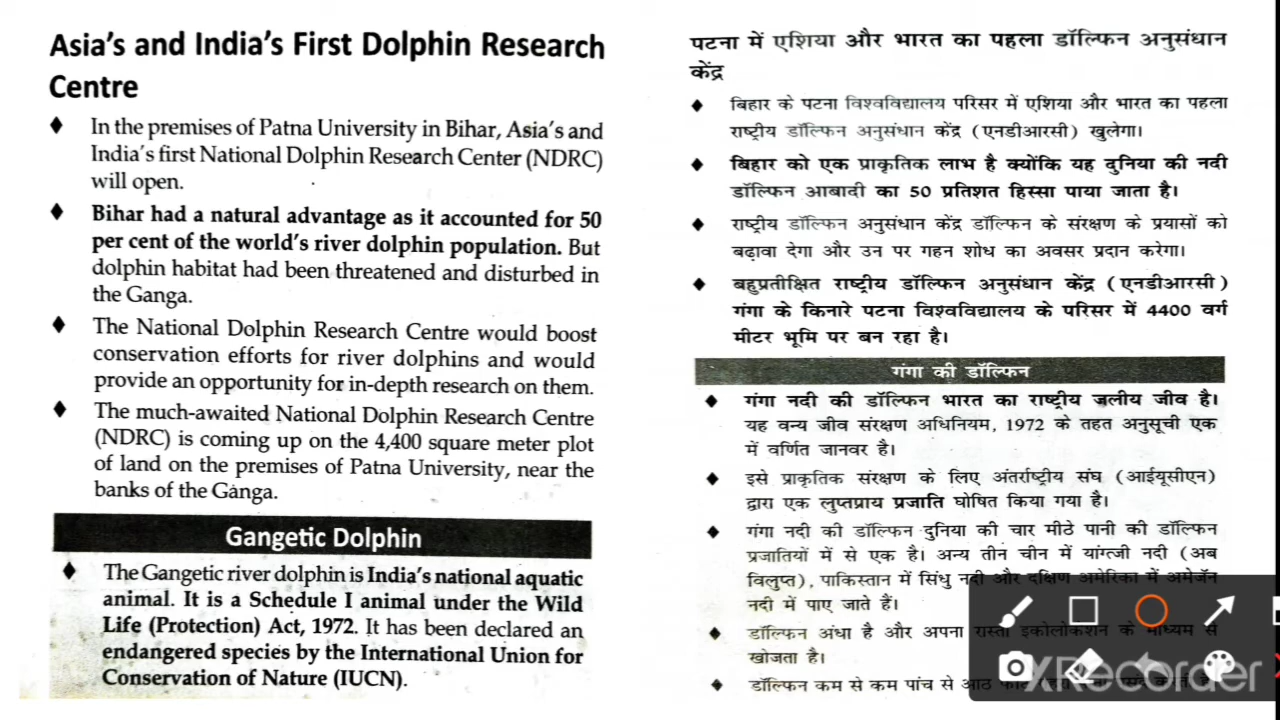 Asia's and India's First Dolphin Research
Centre
♦ In the premises of Patna University in Bihar, Asia's and
India's first National Dolphin Research Center (NDRC)
will open.
♦ Bihar had a natural advantage as it accounted for 50
per cent of the world's river dolphin population. But
dolphin habitat had been threatened and disturbed in
the Ganga.
♦ The National Dolphin Research Centre would boost
conservation efforts for river dolphins and would
provide an opportunity for in-depth research on them.
♦ The much-awaited National Dolphin Research Centre
(NDRC) is coming up on the 4,400 square meter plot
of land on the premises of Patna University, near the
banks of the Ganga.
Gangetic Dolphin
♦ The Gangetic river dolphin is India's national aquatic
animal. It is a Schedule I animal under the Wild
Life (Protection) Act, 1972. It has been declared an
endangered species by the International Union for
Conservation of Nature (IUCN).
पटना में एशिया और भारत का पहला डॉल्फिन अनुसंधान
केंद्र
♦ बिहार के पटना विश्वविद्यालय परिसर में एशिया और भारत का पहला
राष्ट्रीय डॉल्फिन अनुसंधान केंद्र (एनडीआरसी) खुलेगा।
♦ बिहार को एक प्राकृतिक लाभ है क्योंकि यह दुनिया की नदी
डॉल्फिन आबादी का 50 प्रतिशत हिस्सा पाया जाता है।
♦ राष्ट्रीय डॉल्फिन अनुसंधान केंद्र डॉल्फिन के संरक्षण के प्रयासों को
बढ़ावा देगा और उन पर गहन शोध का अवसर प्रदान करेगा।
♦ बहुप्रतीक्षित राष्ट्रीय डॉल्फिन अनुसंधान केंद्र (एनडीआरसी)
गंगा के किनारे पटना विश्वविद्यालय के परिसर में 4400 वर्ग
मीटर भूमि पर बन रहा है।
गंगा की डॉल्फिन
♦ गंगा नदी की डॉल्फिन भारत का राष्ट्रीय जलीय जीव है।
यह वन्य जीव संरक्षण अधिनियम, 1972 के तहत अनुसूची एक
में वर्णित जानवर है।
♦ इसे प्राकृतिक संरक्षण के लिए अंतर्राष्ट्रीय संघ (आईयूसीएन)
द्वारा एक लुप्तप्राय प्रजाति घोषित किया गया है।
♦ गंगा नदी की डॉल्फिन दुनिया की चार मीठे पानी की डॉल्फिन
प्रजातियों में से एक है। अन्य तीन चीन में यांग्त्जी नदी (अब
विलुप्त), पाकिस्तान में सिंधु नदी और दक्षिण अमेरिका में अमेजॅन
नदी में पाए जाते हैं।
♦ डॉल्फिन अंधा है और अपना रास्ता इकोलोकेशन के माध्यम से
खोजता है।
♦ डॉल्फिन कम से कम पांच से आठ
XRecorder